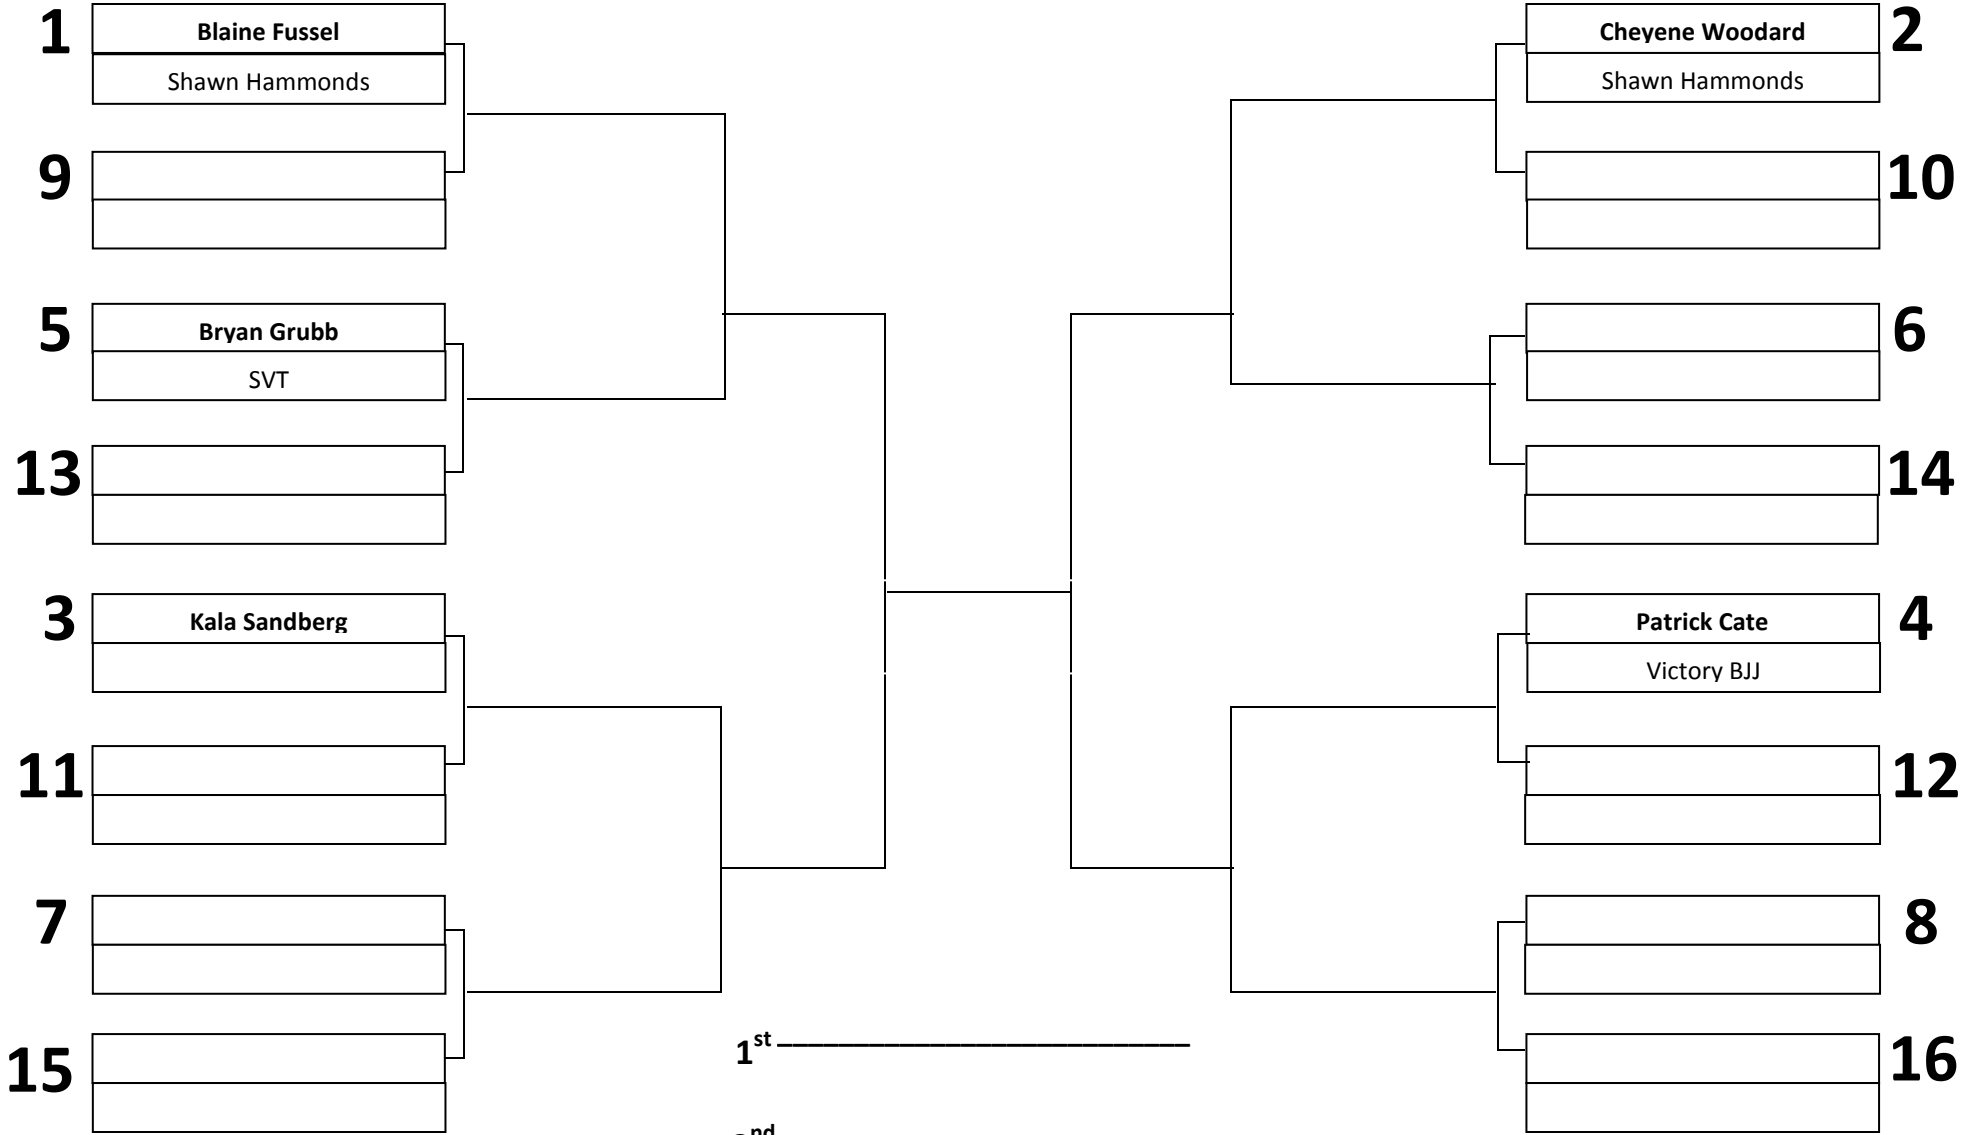 1
Blaine Fussel
Shawn Hammonds
9
5
Bryan Grubb
SVT
13
3
Kala Sandberg
11
7
15
Cheyene Woodard
2
Shawn Hammonds
10
6
14
Patrick Cate
4
Victory BJJ
12
8
16
1st
nd